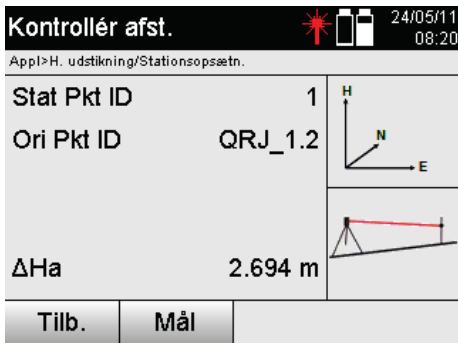 Kontrollér afst.
24/05/11
08:20
Appl>H. udstikning/Stationsopsætn.
Stat Pkt ID 1
Ori Pkt ID QRJ_1.2
ΔHa 2.694 m
H
N
E
Tilb. Mål